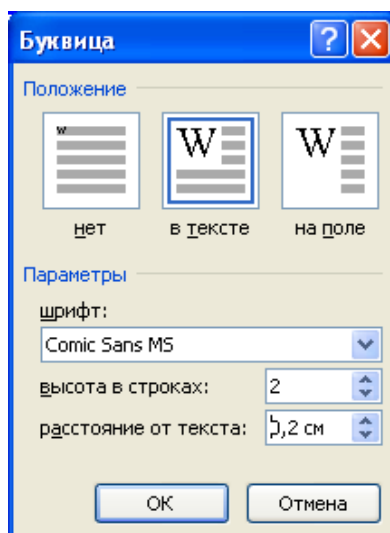 Буквица
Положение
W W W
нет в тексте на поле
Параметры
шрифт:
Comic Sans MS
высота в строках: 2
расстояние от текста: ,2 см
ОК Отмена